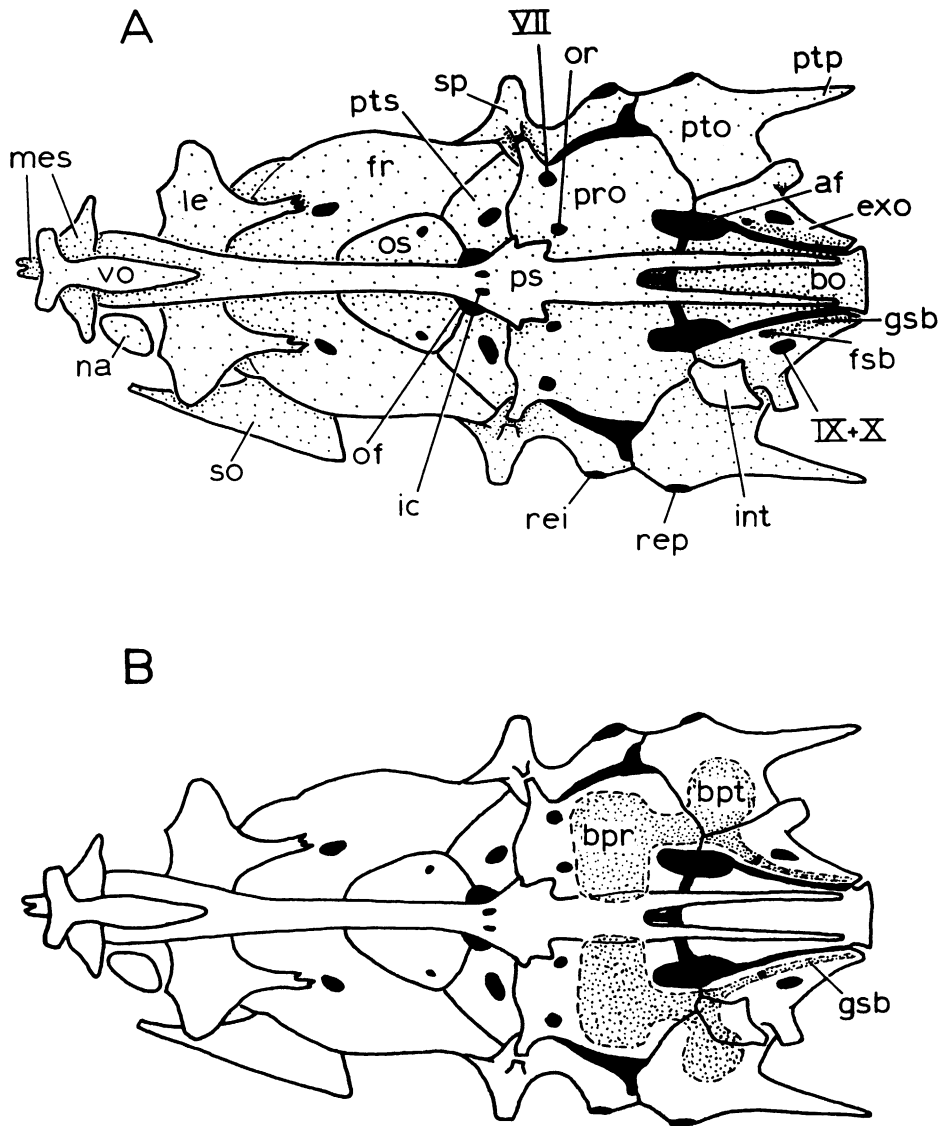 A
VII
or
sp
ptp
pts
pto
mes
fr
le
pro
af
exo
os
vo
ps
bo
gsb
na
fsb
IX+X
so
of
ic
rei
int
rep
B
bpt
bpr
gsb